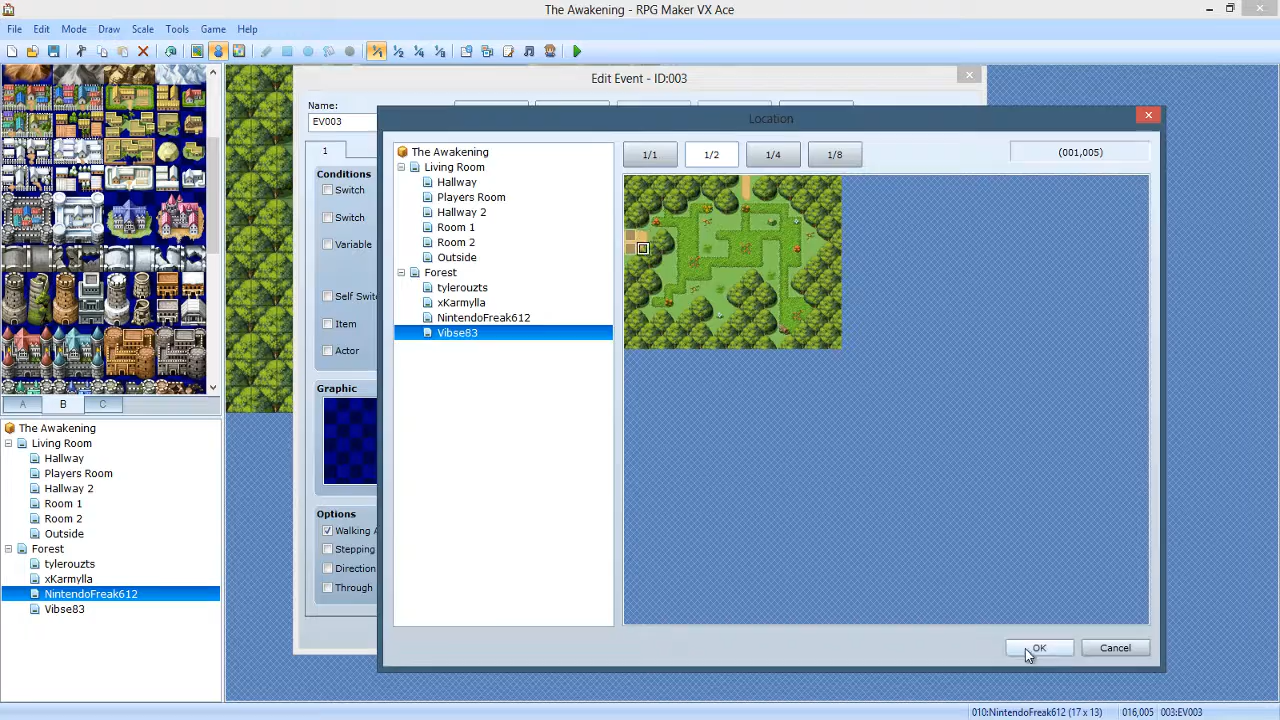 The Awakening - RPG Maker VX Ace
File Edit Mode Draw Scale Tools Game Help
Edit Event - ID:003
Name:
EV003
1
Conditions
Switch
Switch
Variable
Self Swit
Item
Actor
Graphic
Options
Walking A
Stepping
Direction
Through
Location
The Awakening
Living Room
Hallway
Players Room
Hallway 2
Room 1
Room 2
Outside
Forest
tylerouzts
xKarmylla
NintendoFreak612
Vibse83
1/1 1/2 1/4 1/8
(001,005)
OK Cancel
A B C
The Awakening
Living Room
Hallway
Players Room
Hallway 2
Room 1
Room 2
Outside
Forest
tylerouzts
xKarmylla
NintendoFreak612
Vibse83
010:NintendoFreak612 (17 x 13) 016,005 003:EV003